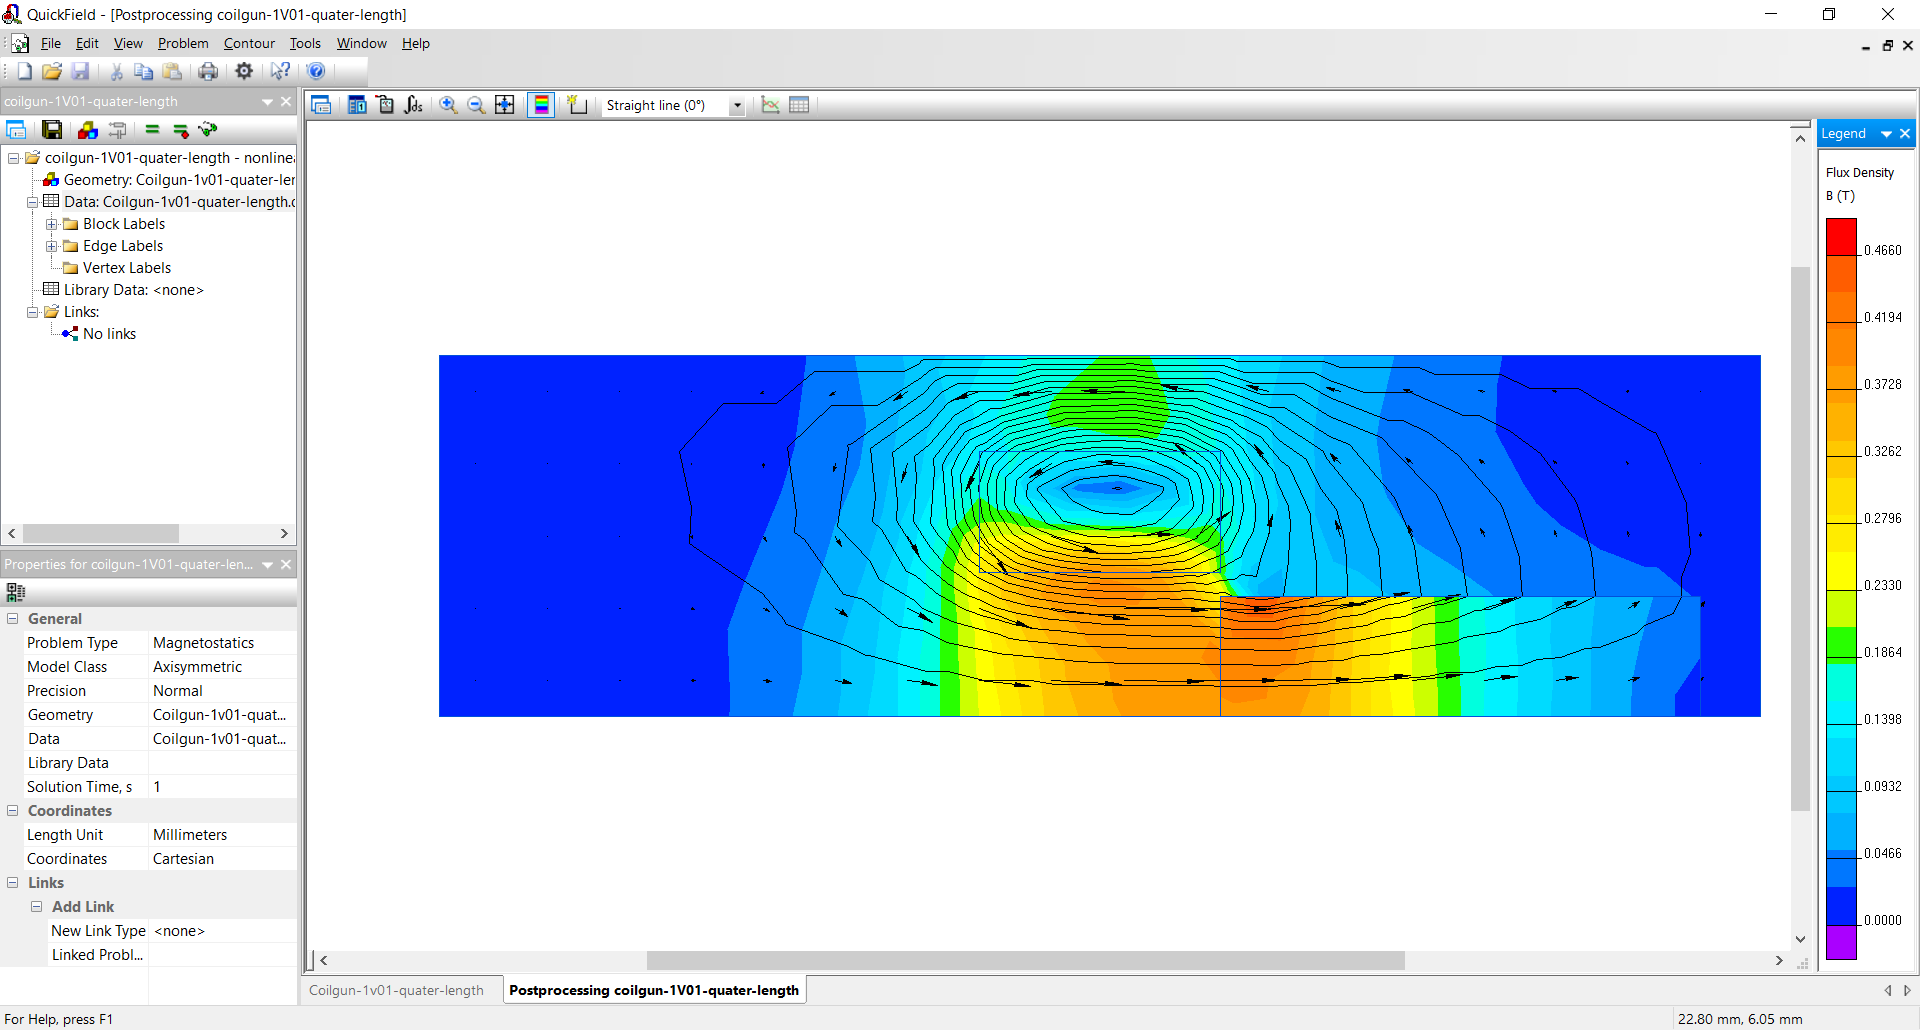 QuickField - [Postprocessing coilgun-1V01-quater-length]
File Edit View Problem Contour Tools Window Help
coilgun-1V01-quater-length
Straight line (0°)
coilgun-1V01-quater-length - nonline
Geometry: Coilgun-1v01-quater-ler
Data: Coilgun-1v01-quater-length.
Block Labels
Edge Labels
Vertex Labels
Library Data: <none>
Links:
No links
Properties for coilgun-1V01-quater-len...
General
Problem Type Magnetostatics
Model Class Axisymmetric
Precision Normal
Geometry Coilgun-1v01-quat...
Data Coilgun-1v01-quat...
Library Data
Solution Time, s 1
Coordinates
Length Unit Millimeters
Coordinates Cartesian
Links
Add Link
New Link Type <none>
Linked Probl...
Legend
Flux Density
B (T)
0.4660
0.4194
0.3728
0.3262
0.2796
0.2330
0.1864
0.1398
0.0932
0.0466
0.0000
Coilgun-1v01-quater-length Postprocessing coilgun-1V01-quater-length
For Help, press F1 22.80 mm, 6.05 mm